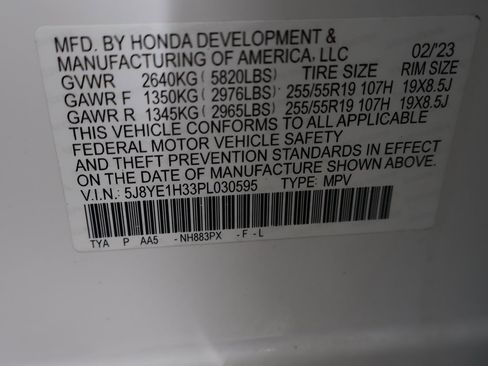 MFD. BY HONDA DEVELOPMENT &
MANUFACTURING OF AMERICA, LLC 02/'23
GVWR 2640KG (5820LBS) TIRE SIZE RIM SIZE
GAWR F 1350KG (2976LBS) 255/55R19 107H 19X8.5J
GAWR R 1345KG (2965LBS) 255/55R19 107H 19X8.5J
THIS VEHICLE CONFORMS TO ALL APPLICABLE
FEDERAL MOTOR VEHICLE SAFETY
AND THEFT PREVENTION STANDARDS IN EFFECT
ON THE DATE OF MANUFACTURE SHOWN ABOVE.
V.I.N.: 5J8YE1H33PL030595 TYPE: MPV
TYA P AA5 -NH883PX -F-L